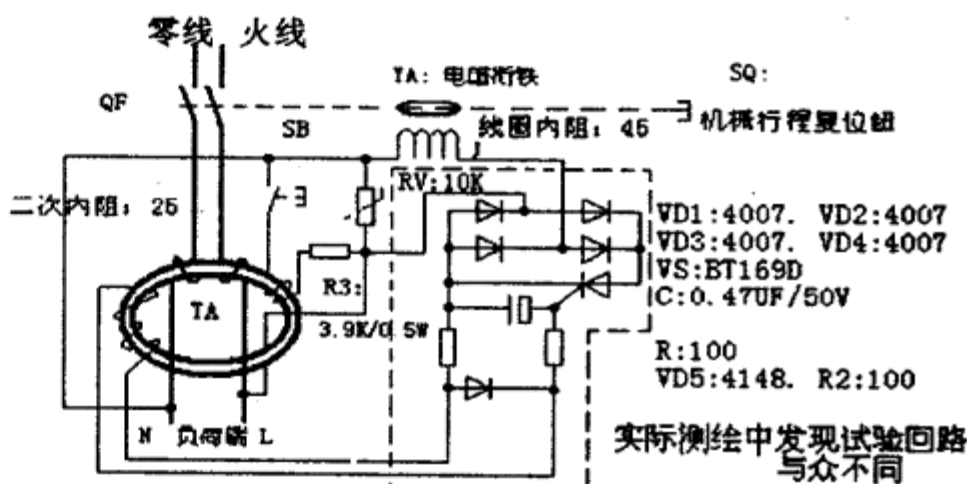 零线 火线
TA: 电磁衔铁
SQ:
QF
机械行程复位钮
SB
线圈内阻: 45
RV:10K
二次内阻: 25
VD1:4007. VD2:4007
VD3:4007. VD4:4007
VS:BT169D
C:0.47UF/50V
TA
R3:
3.9K/0.5W
R:100
VD5:4148. R2:100
N 负荷端 L
实际测绘中发现试验回路
与众不同